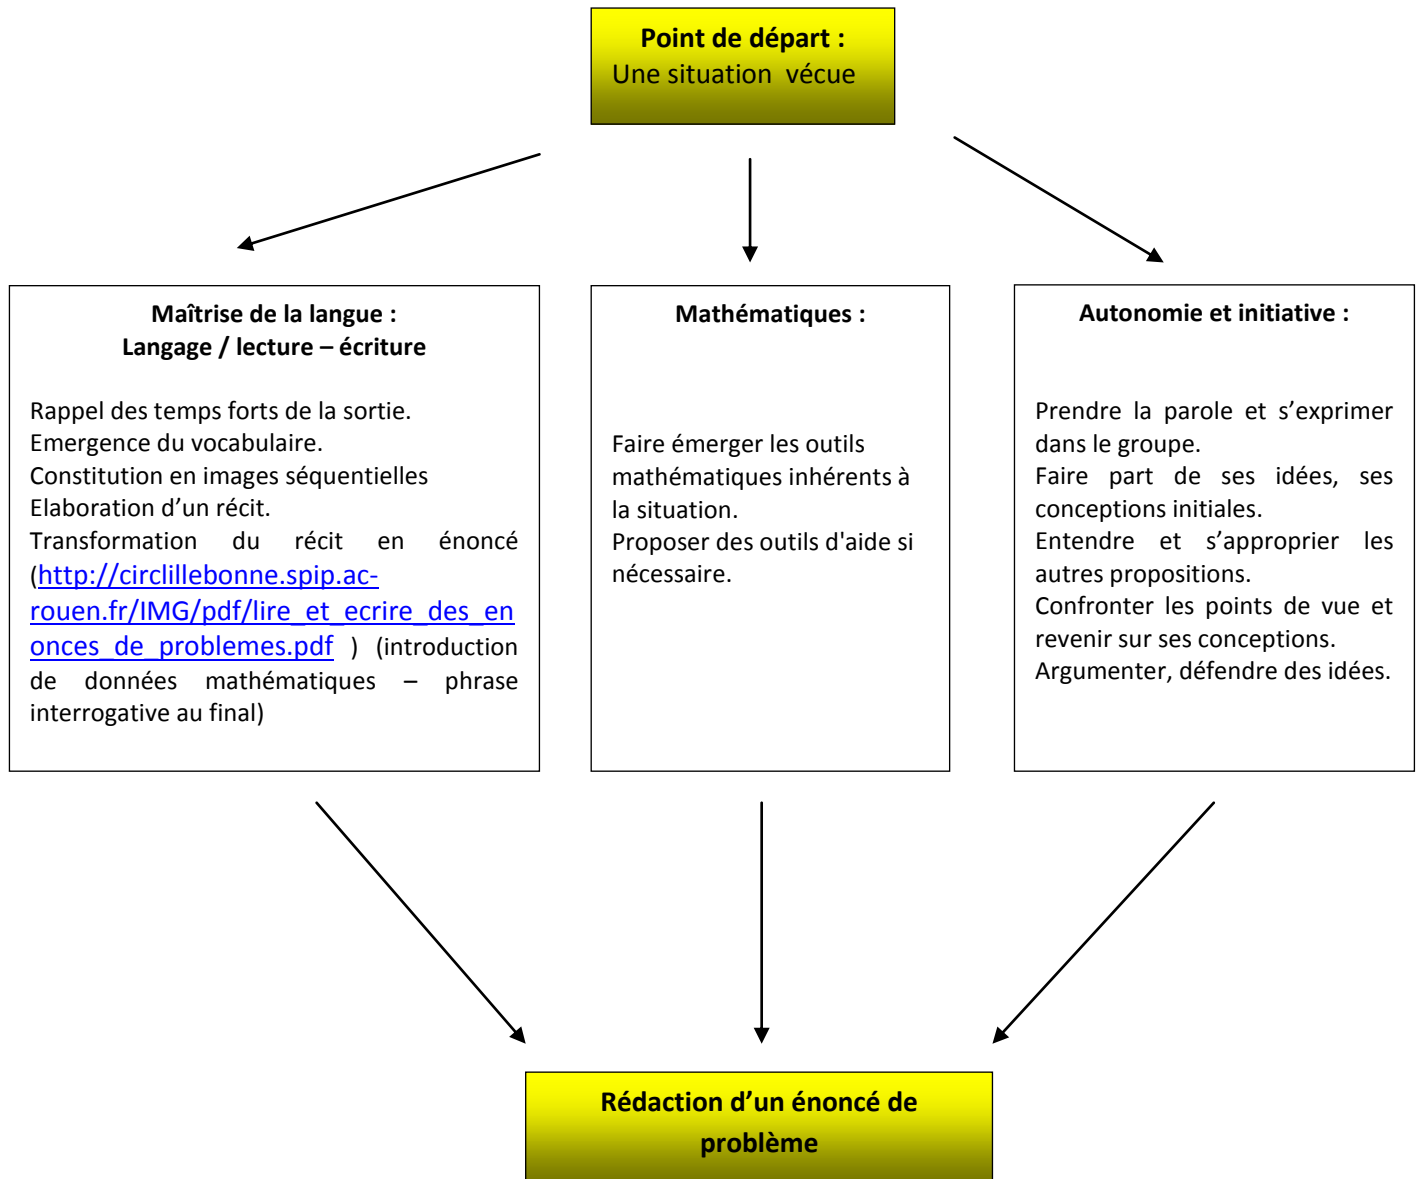 Point de départ :
Une situation vécue
Maîtrise de la langue :
Langage / lecture – écriture
Rappel des temps forts de la sortie.
Emergence du vocabulaire.
Constitution en images séquentielles
Elaboration d’un récit.
Transformation du récit en énoncé
(http://circlillebonne.spip.ac-
rouen.fr/IMG/pdf/lire_et_ecrire_des_en
onces_de_problemes.pdf ) (introduction
de données mathématiques – phrase
interrogative au final)
Mathématiques :
Faire émerger les outils
mathématiques inhérents à
la situation.
Proposer des outils d'aide si
nécessaire.
Autonomie et initiative :
Prendre la parole et s’exprimer
dans le groupe.
Faire part de ses idées, ses
conceptions initiales.
Entendre et s’approprier les
autres propositions.
Confronter les points de vue et
revenir sur ses conceptions.
Argumenter, défendre des idées.
Rédaction d’un énoncé de
problème